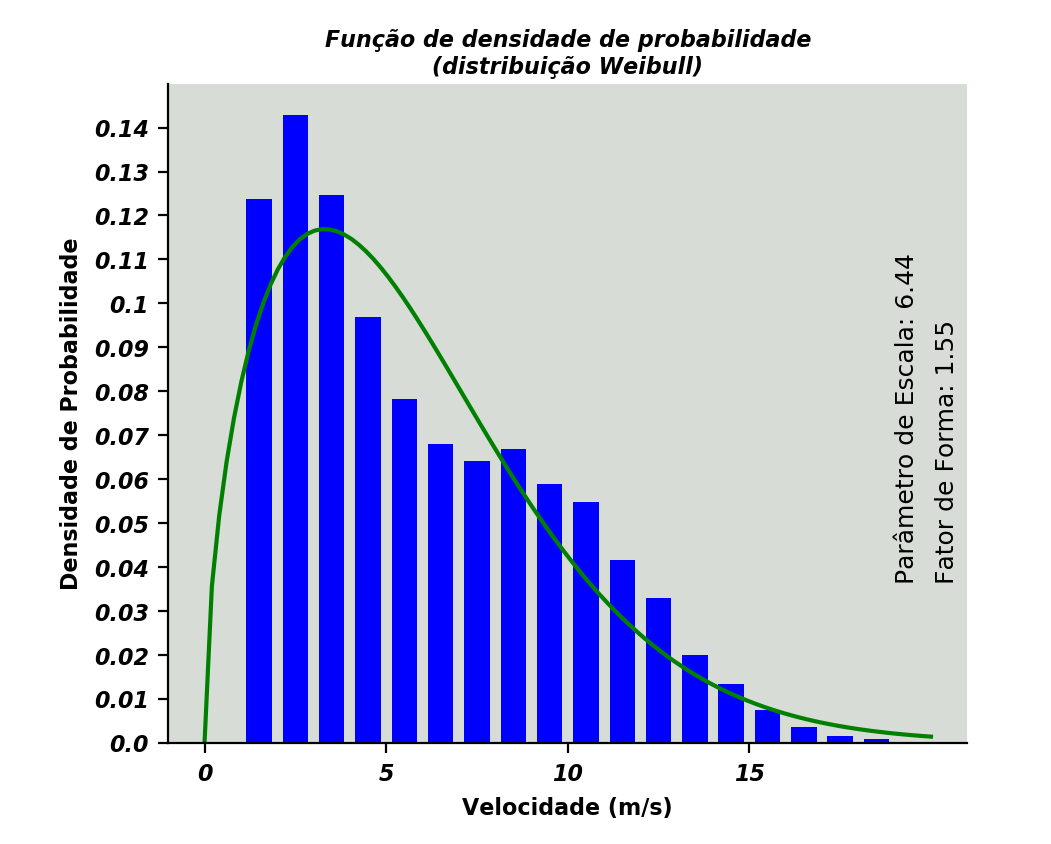 Função de densidade de probabilidade
(distribuição Weibull)
Densidade de Probabilidade
0.14
0.13
0.12
0.11
0.1
0.09
0.08
0.07
0.06
0.05
0.04
0.03
0.02
0.01
0.0
Parâmetro de Escala: 6.44
Fator de Forma: 1.55
0 5 10 15
Velocidade (m/s)